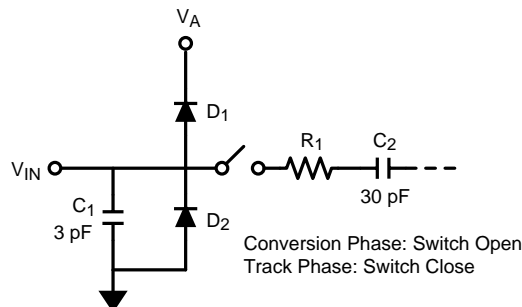 VA
D1
R1
C2
VIN
C1
3 pF
D2
30 pF
Conversion Phase: Switch Open
Track Phase: Switch Close